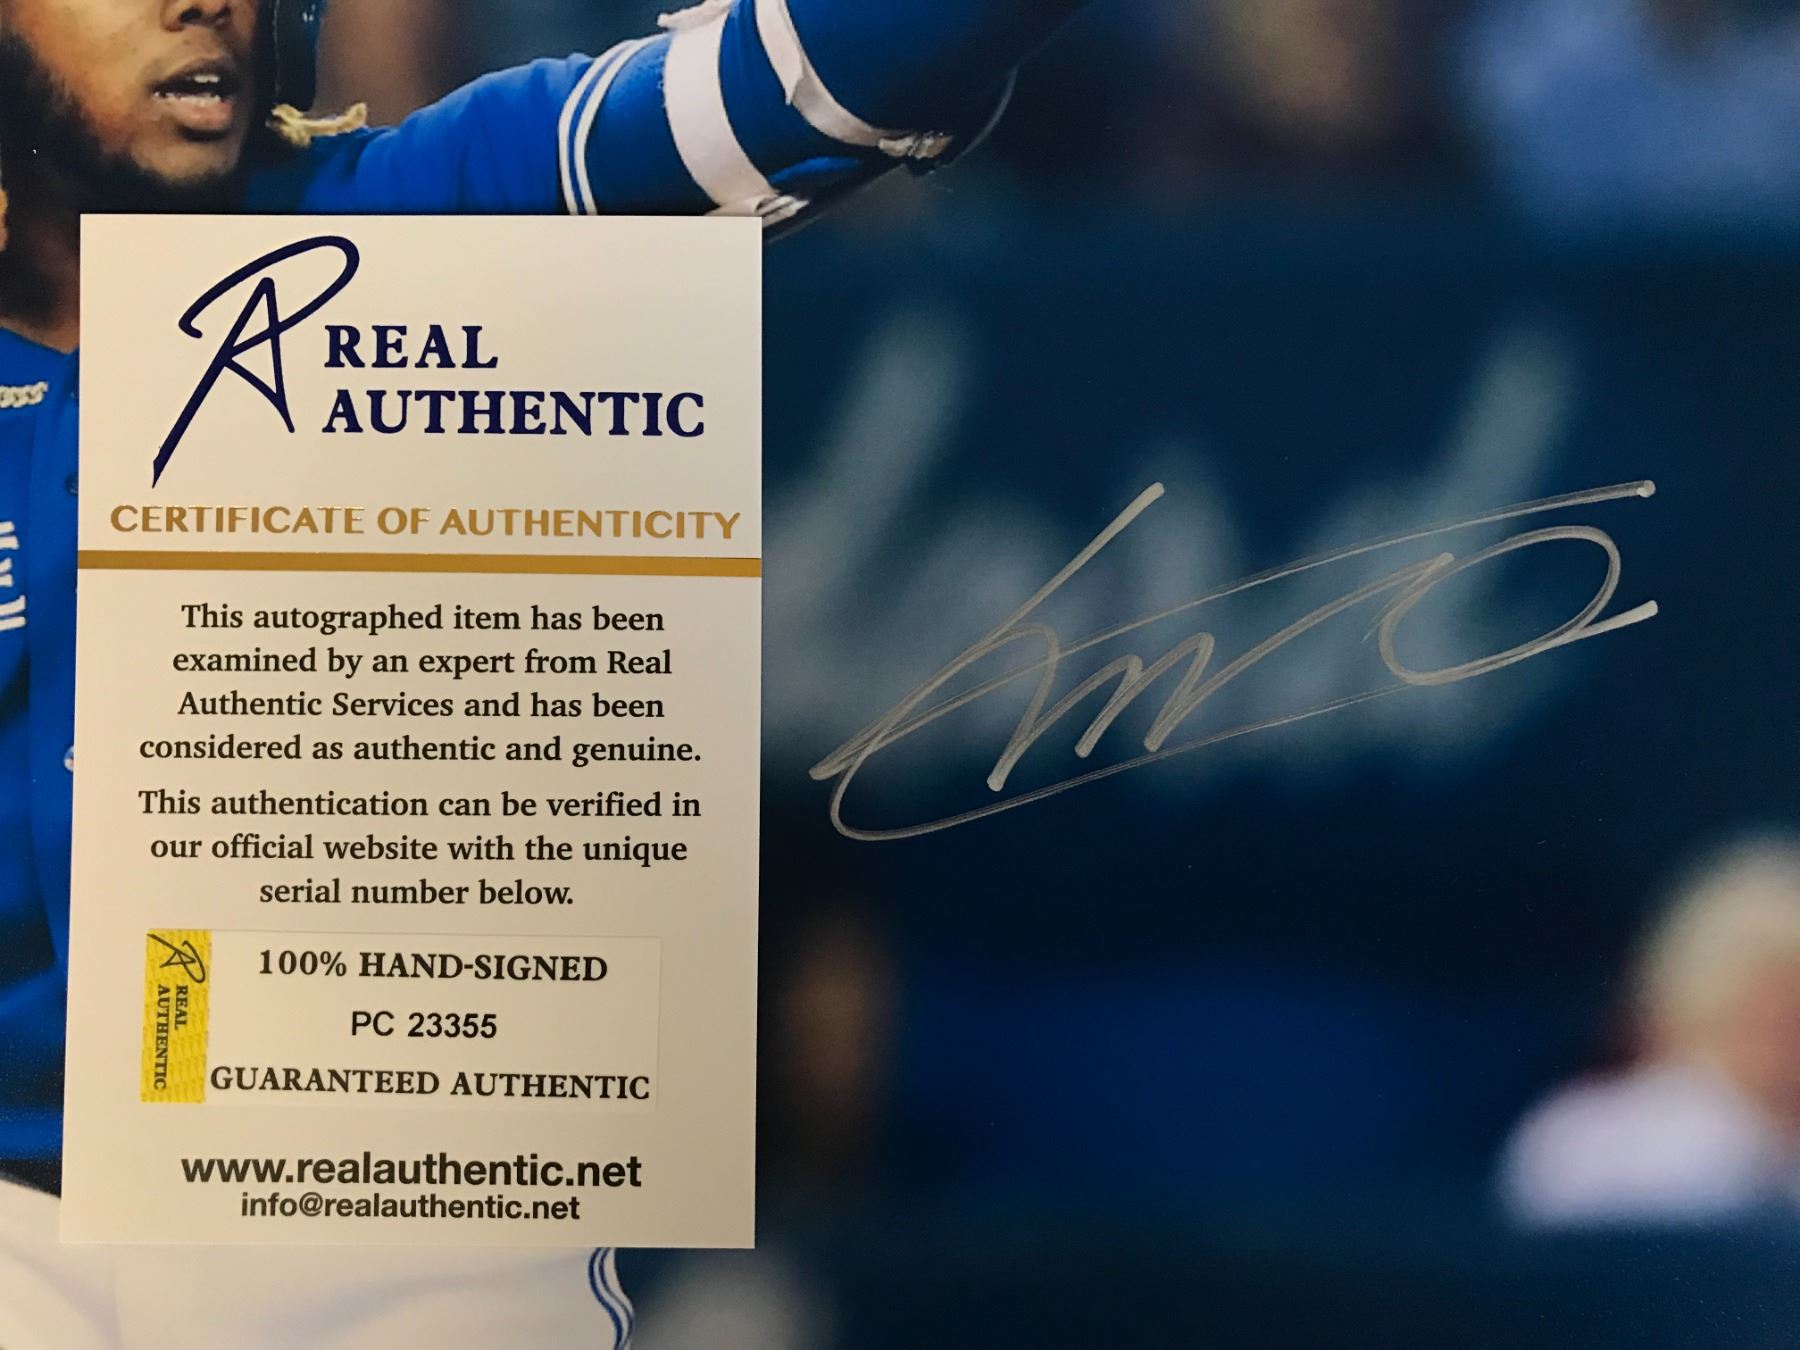 REAL
AUTHENTIC
CERTIFICATE OF AUTHENTICITY
This autographed item has been
examined by an expert from Real
Authentic Services and has been
considered as authentic and genuine.
This authentication can be verified in
our official website with the unique
serial number below.
REAL
AUTHENTIC
100% HAND-SIGNED
PC 23355
GUARANTEED AUTHENTIC
www.realauthentic.net
info@realauthentic.net